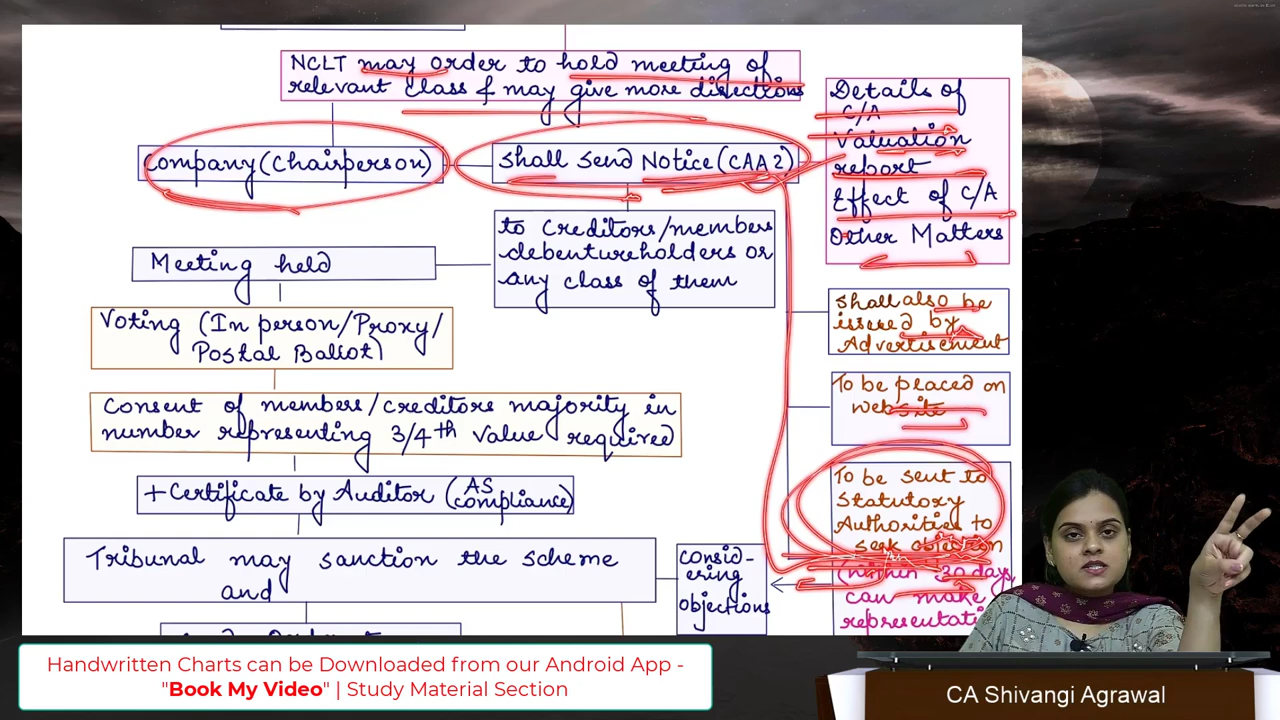 NCLT may order to hold meeting of
relevant class & may give more directions
Company (Chairperson)
shall send Notice (CAA 2)
Details of
C/A
Valuation
report
Effect of C/A
Other Matters
to creditors/members
debentureholders or
any class of them
Meeting held
Voting (In person/Proxy/
Postal Ballot)
shall also be
issued by
Advertisement
To be placed on
website
Consent of members/creditors majority in
number representing 3/4th value required
+ Certificate by Auditor (AS
compliance)
To be sent to
Statutory
Authorities to
seek objection
(within 30 days,
can make
Tribunal may sanction the scheme
and
consid-
ering
objections
Handwritten Charts can be Downloaded from our Android App -
"Book My Video" | Study Material Section
CA Shivangi Agrawal